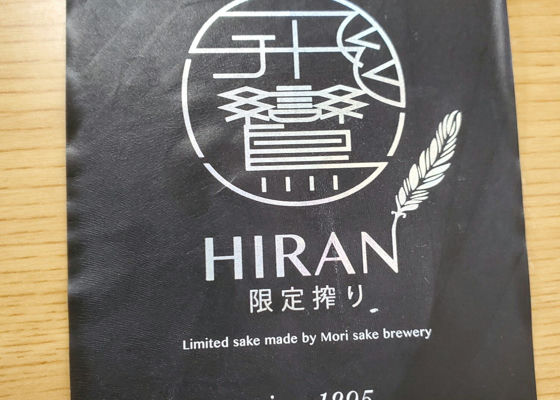 HIRAN
限定搾り
Limited sake made by Mori sake brewery